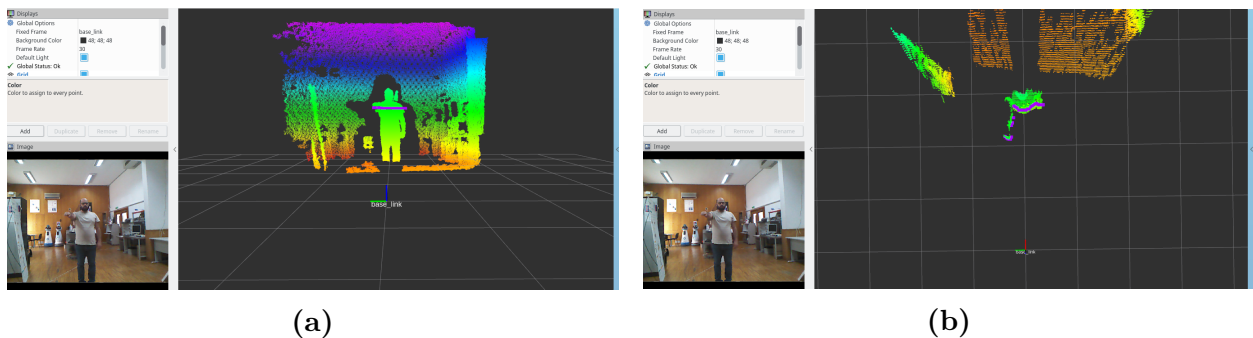 Displays
Global Options
Fixed Frame base_link
Background Color 48; 48; 48
Frame Rate 30
Default Light
Global Status: Ok
Grid
Color
Color to assign to every point.
Add Duplicate Remove Rename
Image
base_link
(a)
Displays
Global Options
Fixed Frame base_link
Background Color 48; 48; 48
Frame Rate 30
Default Light
Global Status: Ok
Grid
Color
Color to assign to every point.
Add Duplicate Remove Rename
Image
base_link
(b)